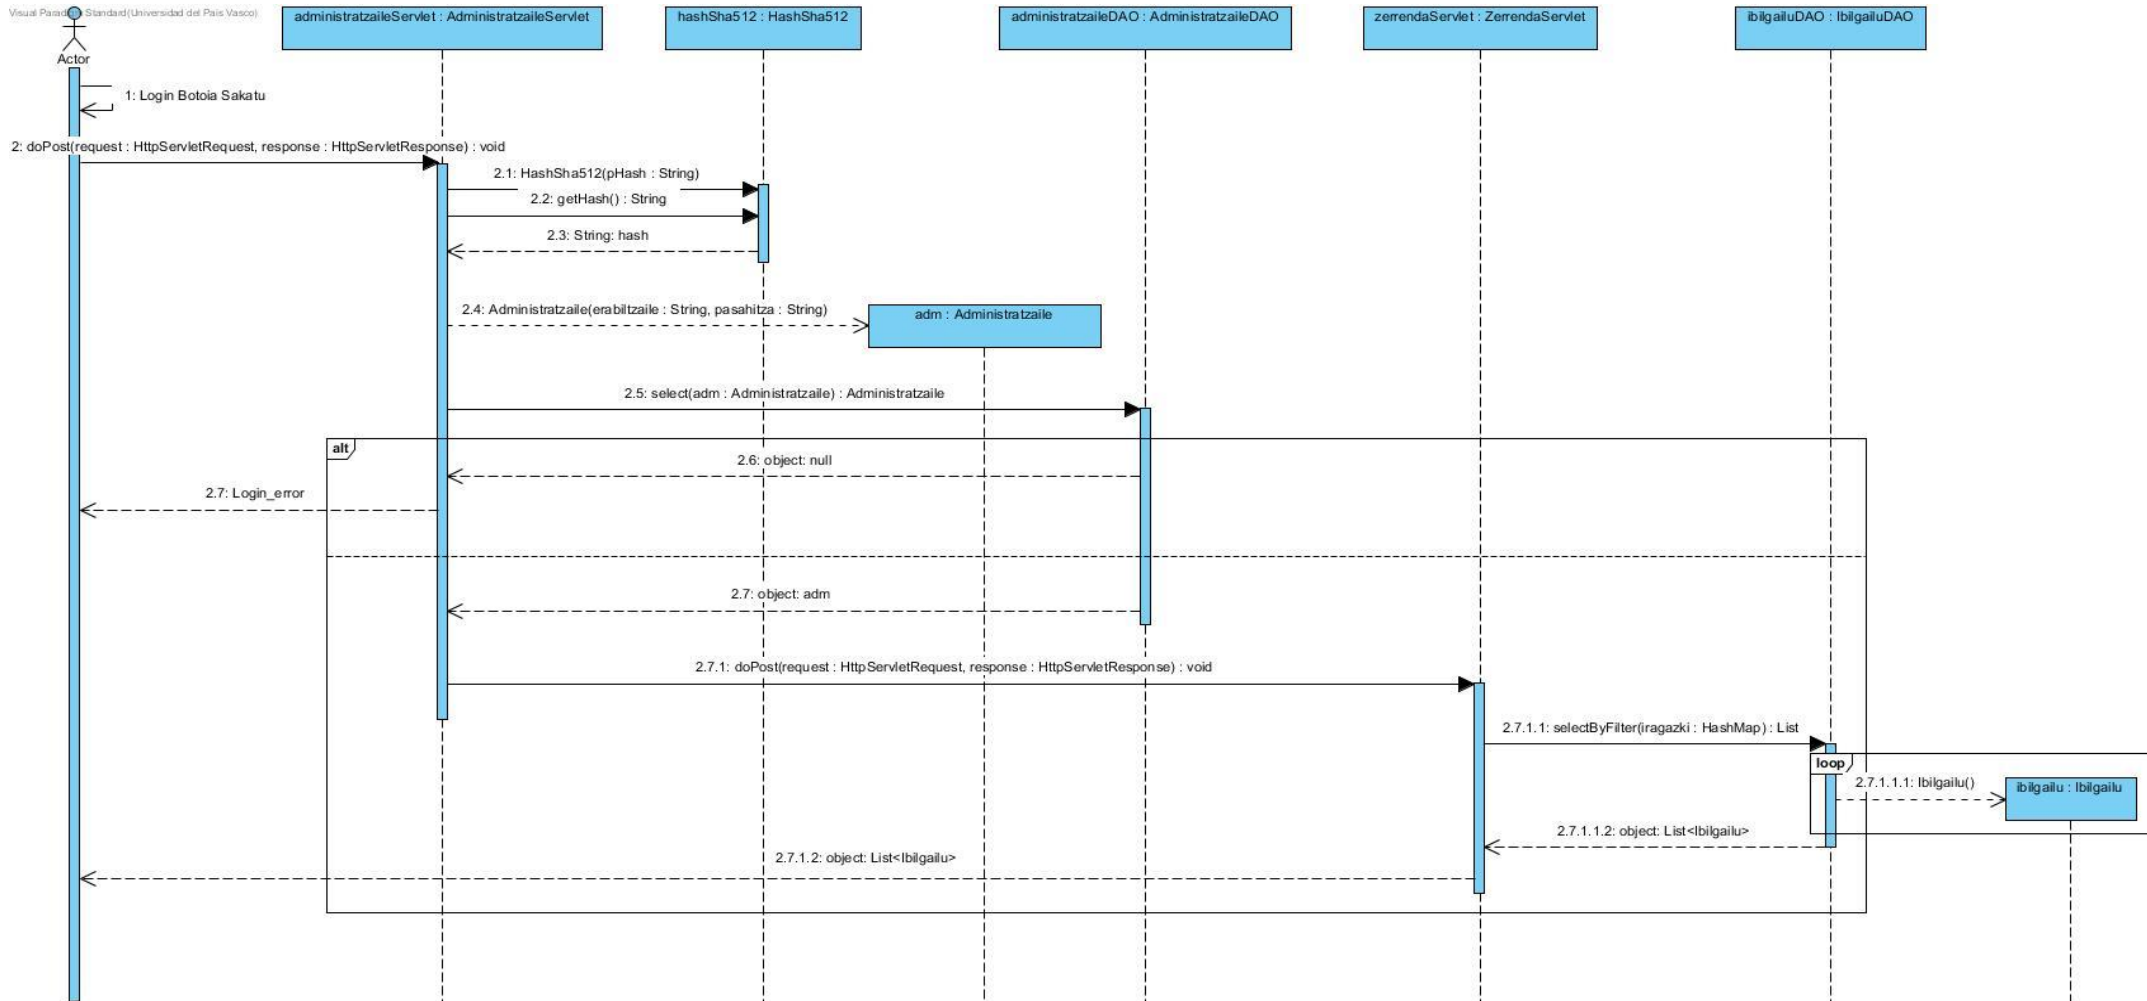 Visual Paradigm Standard(Universidad del Pais Vasco)
administratzaileServlet : AdministratzaileServlet
hashSha512 : HashSha512
administratzaileDAO : AdministratzaileDAO
zerrendaServlet : ZerrendaServlet
ibilgailuDAO : IbilgailuDAO
Actor
1: Login Botoia Sakatu
2: doPost(request : HttpServletRequest, response : HttpServletResponse) : void
2.1: HashSha512(pHash : String)
2.2: getHash() : String
2.3: String: hash
2.4: Administratzaile(erabiltzaile : String, pasahitza : String)
adm : Administratzaile
2.5: select(adm : Administratzaile) : Administratzaile
alt
2.6: object: null
2.7: Login_error
2.7: object: adm
2.7.1: doPost(request : HttpServletRequest, response : HttpServletResponse) : void
2.7.1.1: selectByFilter(iragazki : HashMap) : List
loop
2.7.1.1.1: Ibilgailu()
ibilgailu : Ibilgailu
2.7.1.1.2: object: List<Ibilgailu>
2.7.1.2: object: List<Ibilgailu>